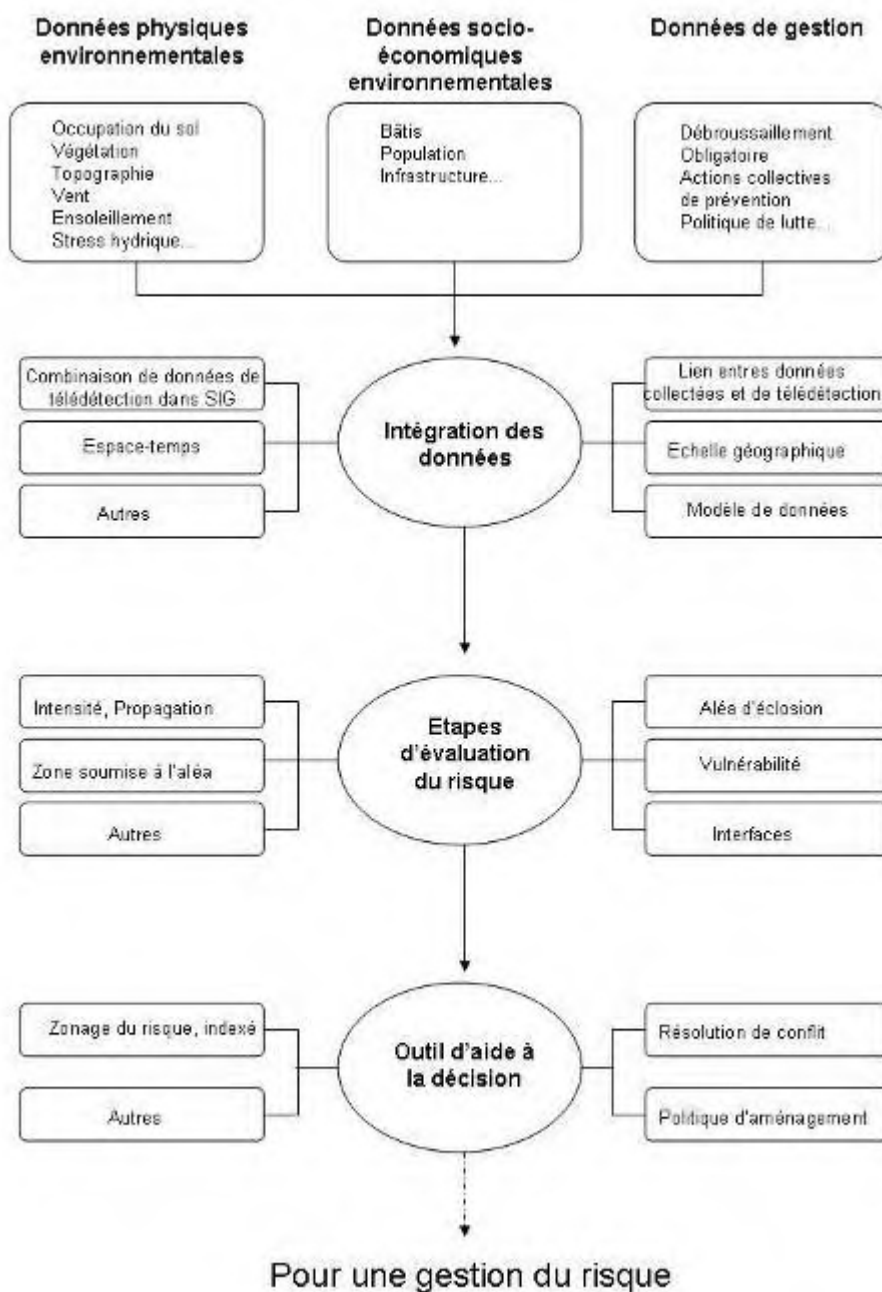 Données physiques
environnementales
Données socio-
économiques
environnementales
Données de gestion
Occupation du sol
Végétation
Topographie
Vent
Ensoleillement
Stress hydrique...
Bâtis
Population
Infrastructure...
Débroussaillement
Obligatoire
Actions collectives
de prévention
Politique de lutte...
Combinaison de données de
télédétection dans SIG
Espace-temps
Autres
Intégration des
données
Lien entres données
collectées et de télédétection
Echelle géographique
Modèle de données
Intensité, Propagation
Zone soumise à l'aléa
Autres
Etapes
d'évaluation
du risque
Aléa d'éclosion
Vulnérabilité
Interfaces
Zonage du risque, indexé
Autres
Outil d'aide à
la décision
Résolution de conflit
Politique d'aménagement
Pour une gestion du risque